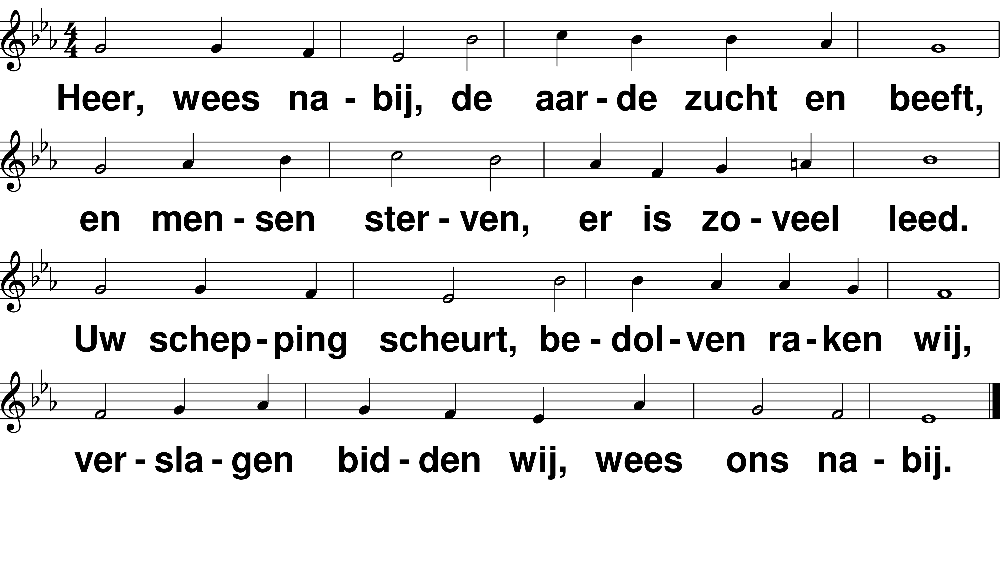 Heer, wees na - bij, de aar - de zucht en beeft,
en men - sen ster - ven, er is zo - veel leed.
Uw schep - ping scheurt, be - dol - ven ra - ken wij,
ver - sla - gen bid - den wij, wees ons na - bij.